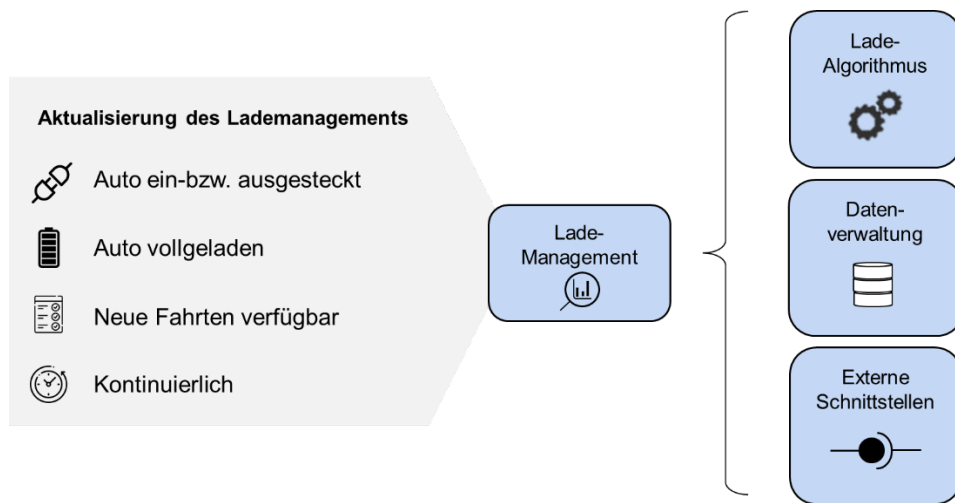 Aktualisierung des Lademanagements
Auto ein-bzw. ausgesteckt
Auto vollgeladen
Neue Fahrten verfügbar
Kontinuierlich
Lade-
Management
Lade-
Algorithmus
Daten-
verwaltung
Externe
Schnittstellen